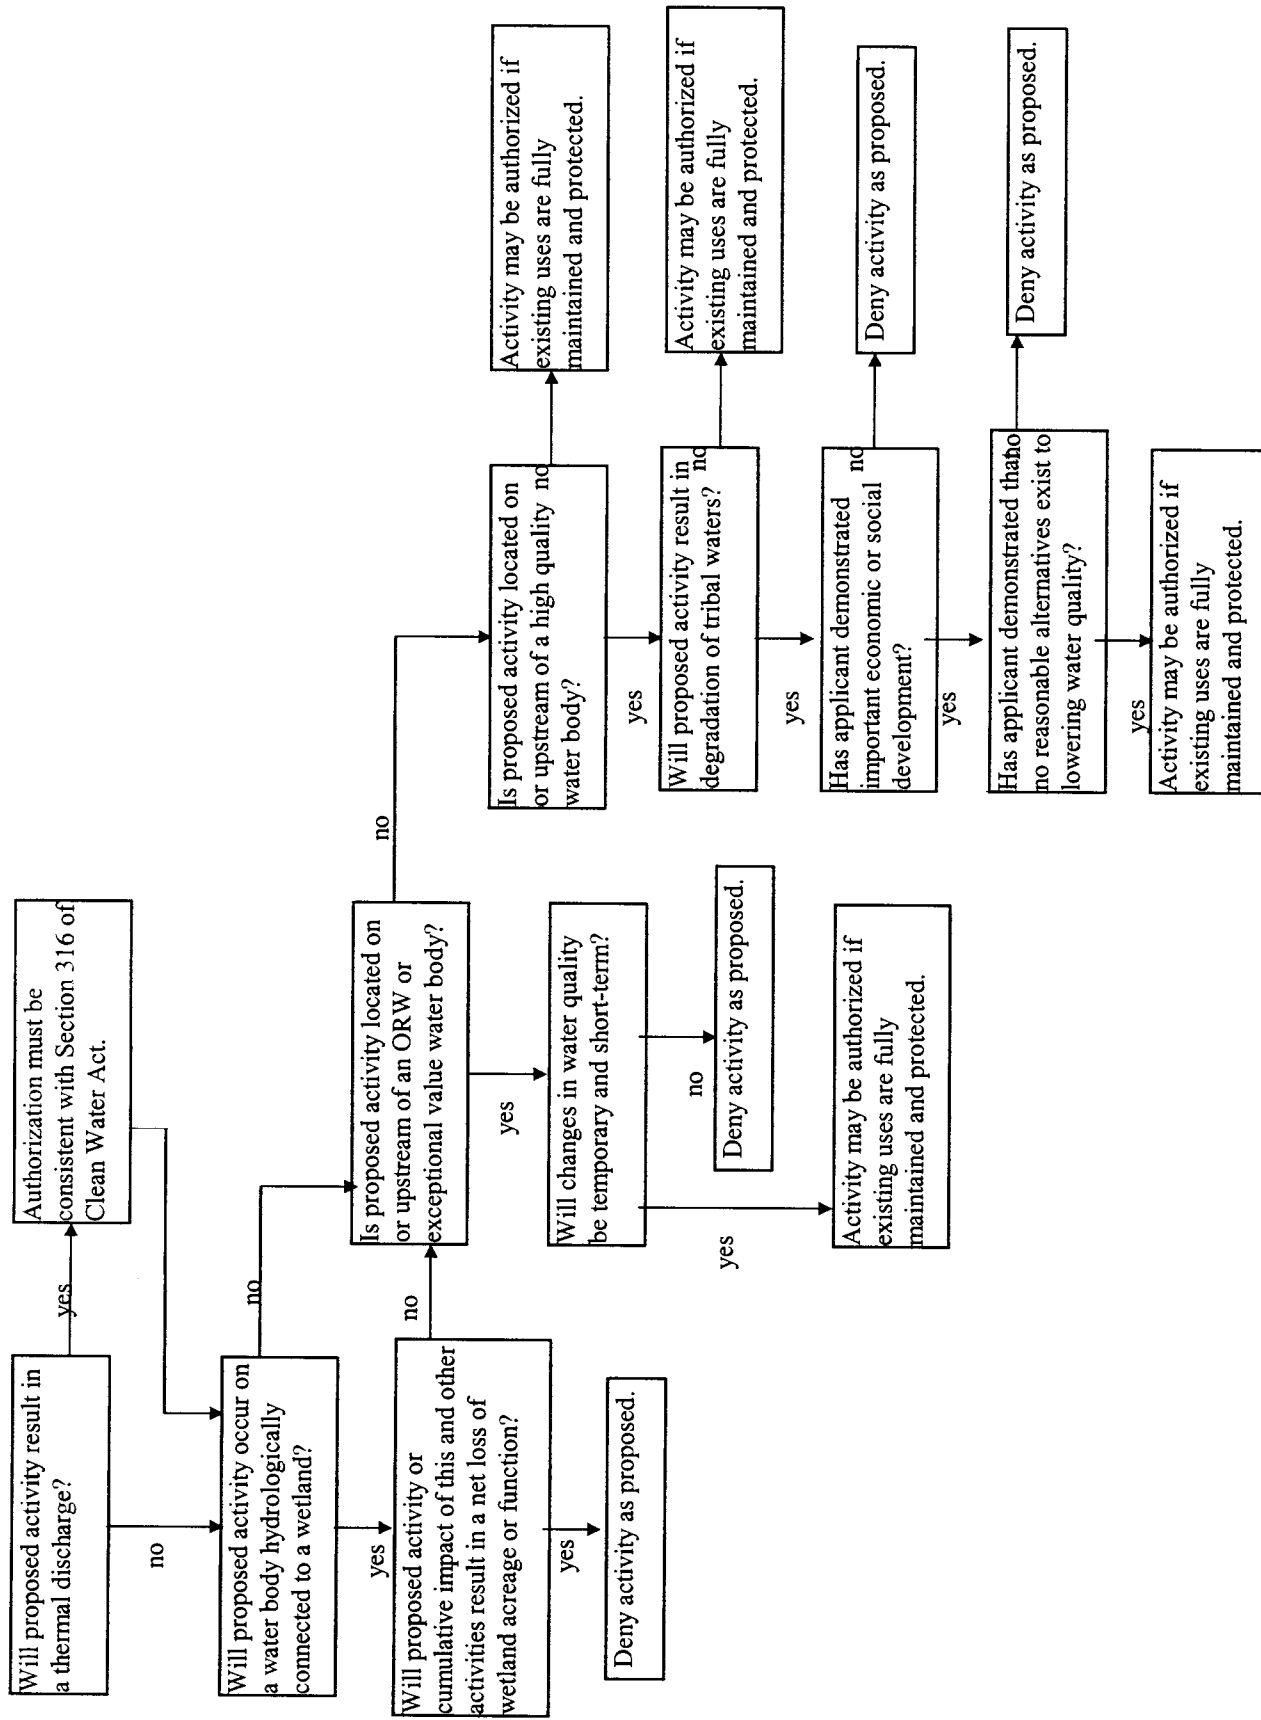 Will proposed activity result in
a thermal discharge?
yes
Authorization must be
consistent with Section 316 of
Clean Water Act.
no
Will proposed activity occur on
a water body hydrologically
connected to a wetland?
no
yes
Will proposed activity or
cumulative impact of this and other
activities result in a net loss of
wetland acreage or function?
no
yes
Deny activity as proposed.
Is proposed activity located on
or upstream of an ORW or
exceptional value water body?
no
yes
Will changes in water quality
be temporary and short-term?
no
Deny activity as proposed.
yes
Activity may be authorized if
existing uses are fully
maintained and protected.
Is proposed activity located on
or upstream of a high quality
water body?
no
Activity may be authorized if
existing uses are fully
maintained and protected.
yes
Will proposed activity result in
degradation of tribal waters?
no
Activity may be authorized if
existing uses are fully
maintained and protected.
yes
Has applicant demonstrated
important economic or social
development?
no
Deny activity as proposed.
yes
Has applicant demonstrated that
no reasonable alternatives exist to
lowering water quality?
no
Deny activity as proposed.
yes
Activity may be authorized if
existing uses are fully
maintained and protected.